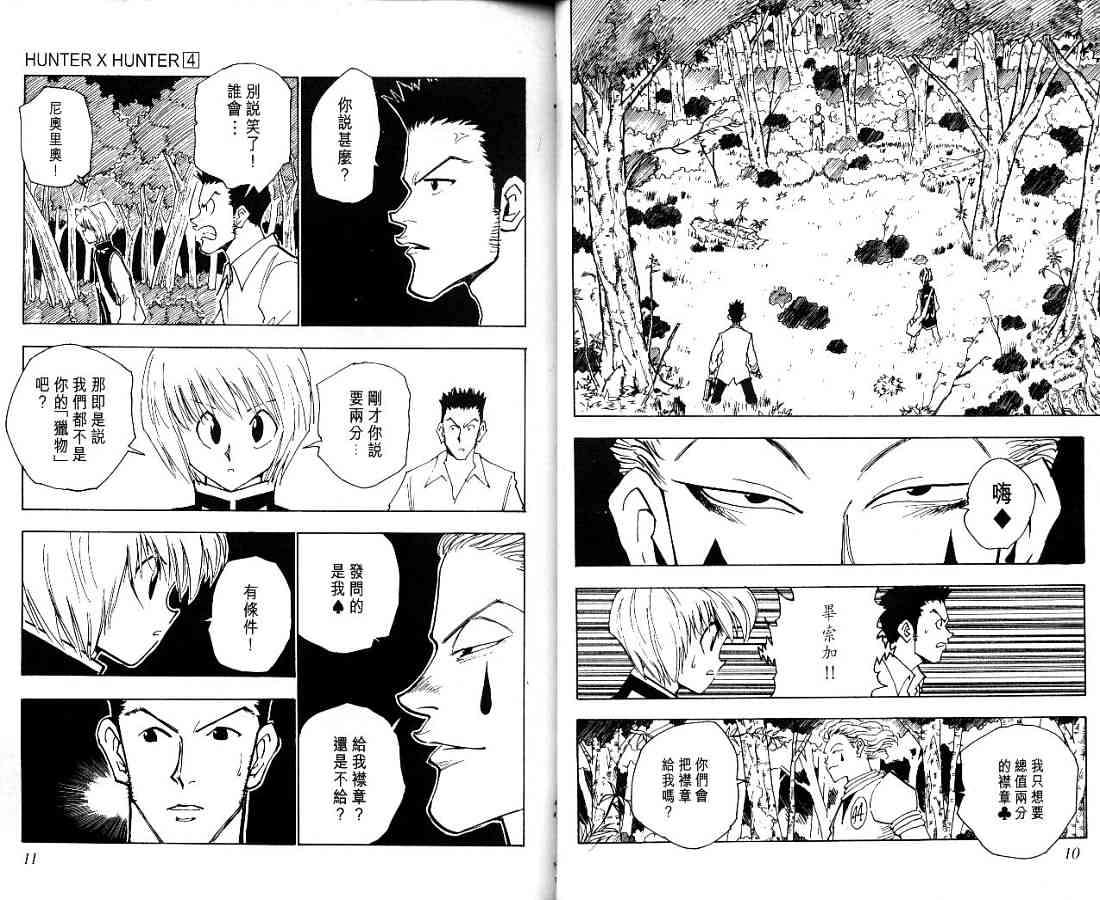 嗨♦
畢索加!!
我只想要
總值兩分
的襟章♣
你們會
把襟章
給我嗎?
10
HUNTER X HUNTER 4
你說甚麼?
別說笑了!
誰會…
尼奧里奧!
剛才你說
要兩分…
那即是說
我們都不是
你的「獵物」
吧?
發問的
是我♠
有條件!
給我襟章?
還是不給?
44
11